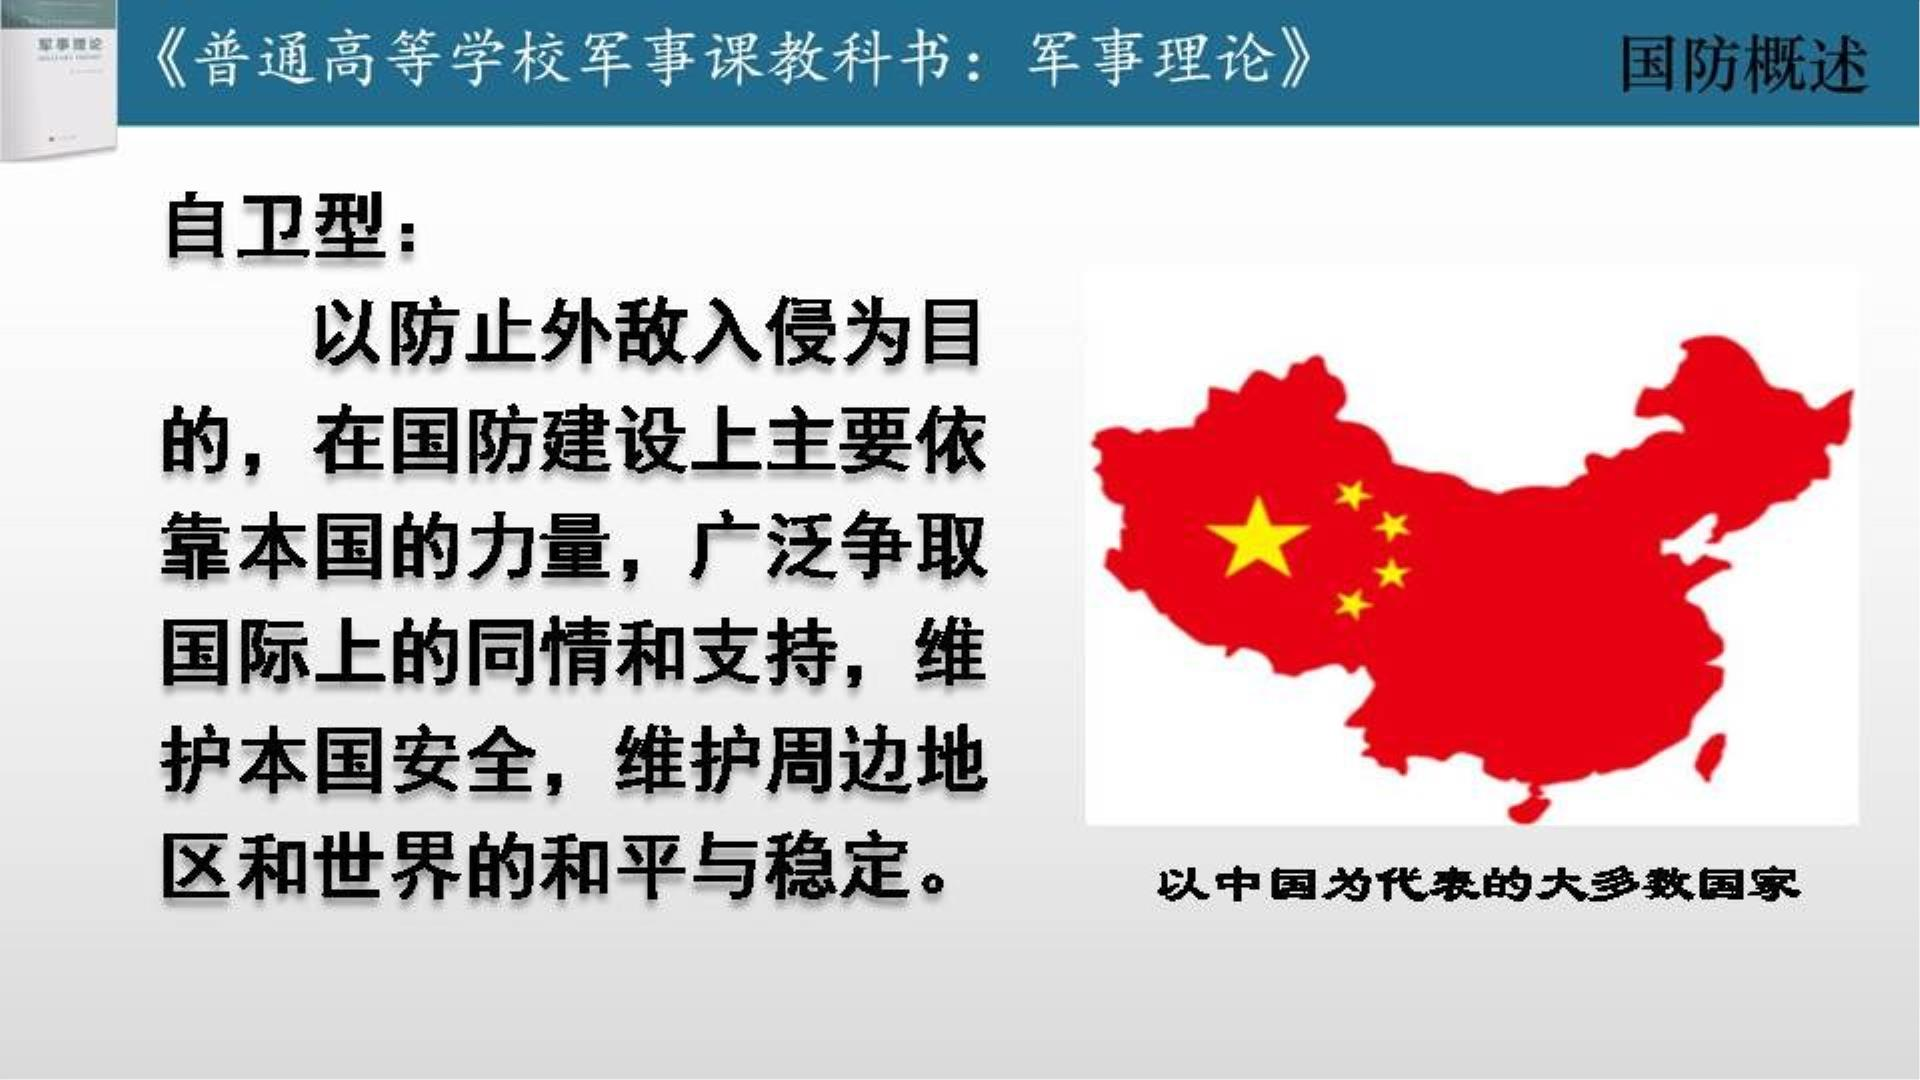 军事理论
《普通高等学校军事课教科书：军事理论》
国防概述
自卫型：
以防止外敌入侵为目
的，在国防建设上主要依
靠本国的力量，广泛争取
国际上的同情和支持，维
护本国安全，维护周边地
区和世界的和平与稳定。
以中国为代表的大多数国家